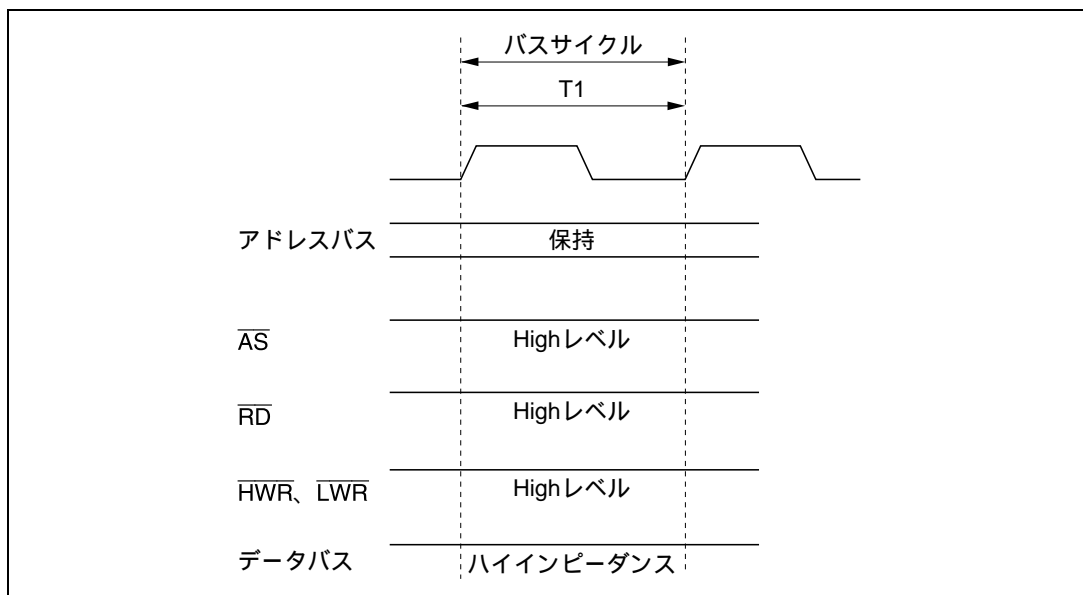 バスサイクル
T1
アドレスバス 保持
AS Highレベル
RD Highレベル
HWR、LWR Highレベル
データバス ハイインピーダンス